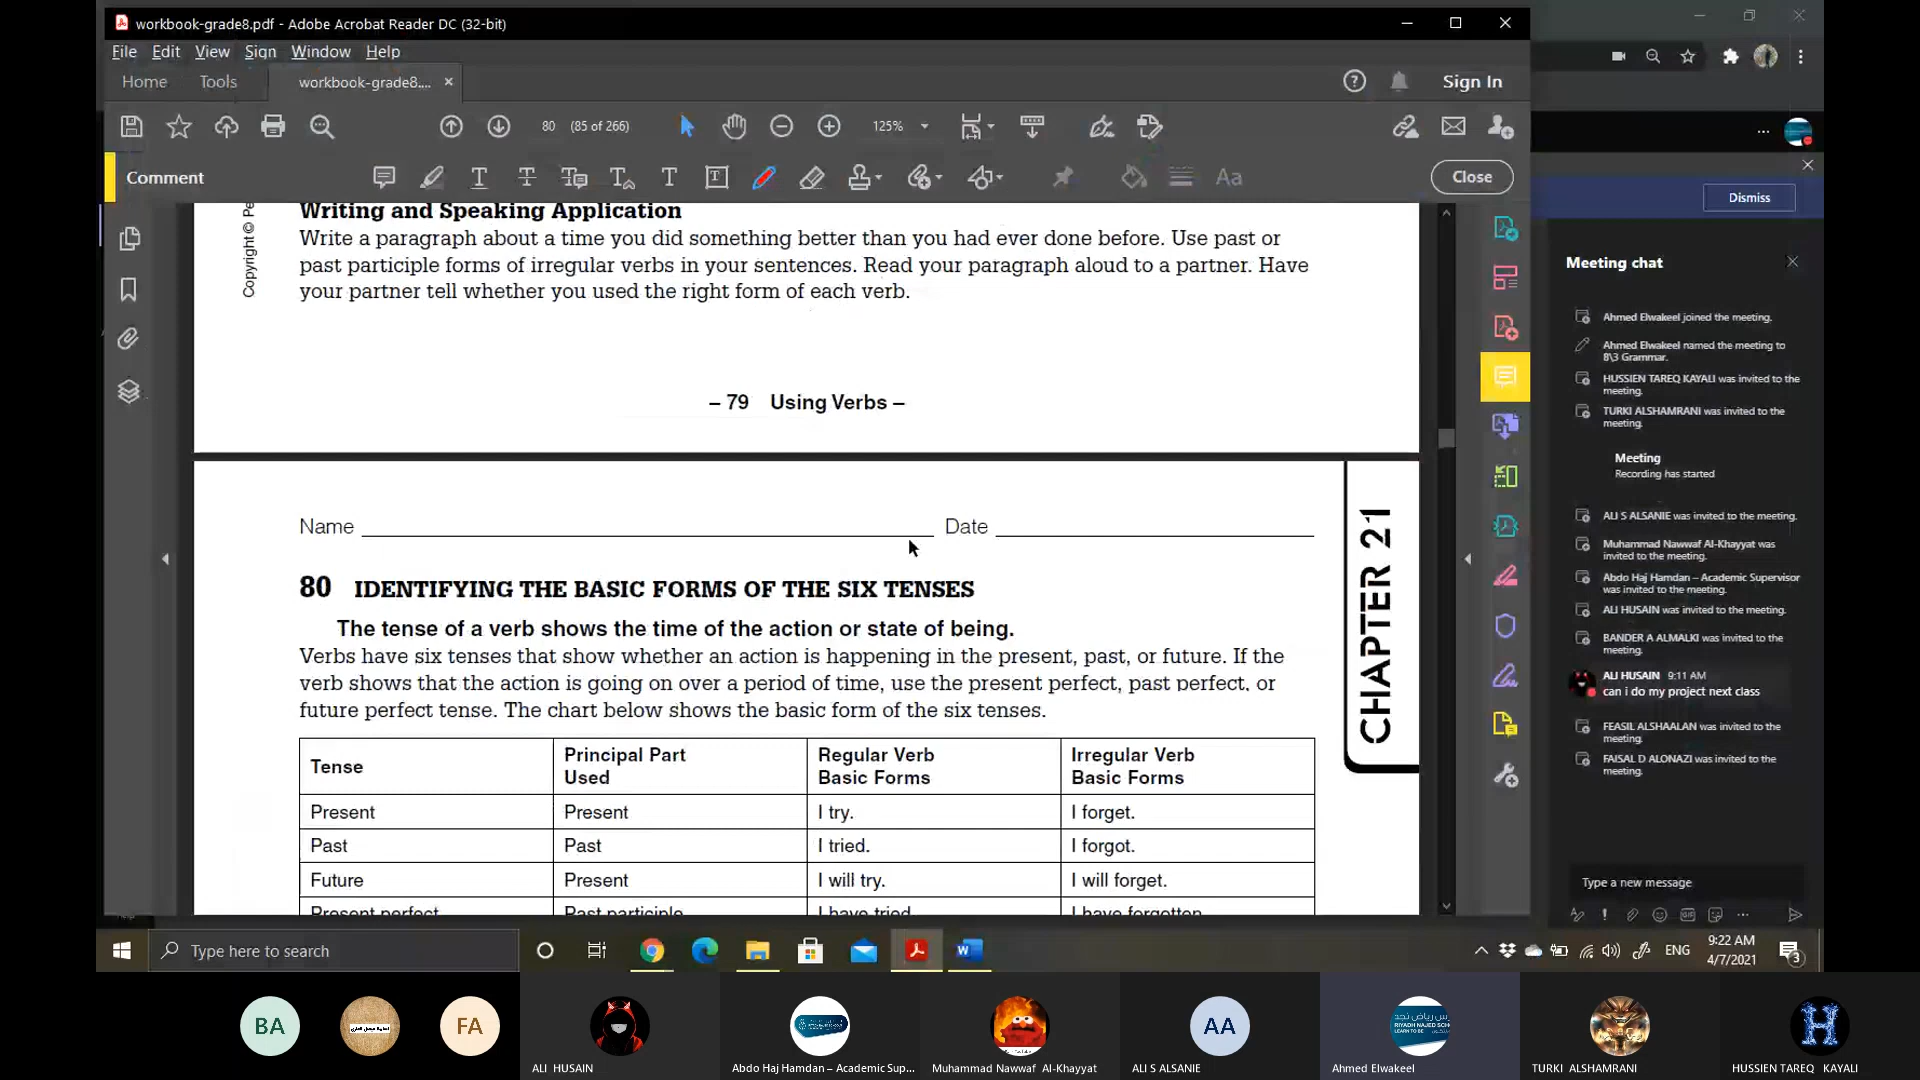 workbook-grade8.pdf - Adobe Acrobat Reader DC (32-bit)
File Edit View Sign Window Help
Home Tools workbook-grade8.... ×
Sign In
80 (85 of 266) 125%
Comment
Close
Dismiss
Copyright © Pe
Writing and Speaking Application
Write a paragraph about a time you did something better than you had ever done before. Use past or
past participle forms of irregular verbs in your sentences. Read your paragraph aloud to a partner. Have
your partner tell whether you used the right form of each verb.
– 79 Using Verbs –
Name Date
CHAPTER 21
80 IDENTIFYING THE BASIC FORMS OF THE SIX TENSES
The tense of a verb shows the time of the action or state of being.
Verbs have six tenses that show whether an action is happening in the present, past, or future. If the
verb shows that the action is going on over a period of time, use the present perfect, past perfect, or
future perfect tense. The chart below shows the basic form of the six tenses.
Tense Principal Part Used Regular Verb Basic Forms Irregular Verb Basic Forms
Present Present I try. I forget.
Past Past I tried. I forgot.
Future Present I will try. I will forget.
Present perfect Past participle I have tried I have forgotten
Meeting chat
Ahmed Elwakeel joined the meeting.
Ahmed Elwakeel named the meeting to
8\3 Grammar.
HUSSIEN TAREQ KAYALI was invited to the
meeting.
TURKI ALSHAMRANI was invited to the
meeting.
Meeting
Recording has started
ALI S ALSANIE was invited to the meeting.
Muhammad Nawwaf Al-Khayyat was
invited to the meeting.
Abdo Haj Hamdan – Academic Supervisor
was invited to the meeting.
ALI HUSAIN was invited to the meeting.
BANDER A ALMALKI was invited to the
meeting.
ALI HUSAIN 9:11 AM
can i do my project next class
FEASIL ALSHAALAN was invited to the
meeting.
FAISAL D ALONAZI was invited to the
meeting.
Type a new message
Type here to search
ENG
9:22 AM
4/7/2021
3
BA FA AA
ALI HUSAIN
Abdo Haj Hamdan – Academic Sup...
Muhammad Nawwaf Al-Khayyat
ALI S ALSANIE
Ahmed Elwakeel
TURKI ALSHAMRANI
HUSSIEN TAREQ KAYALI